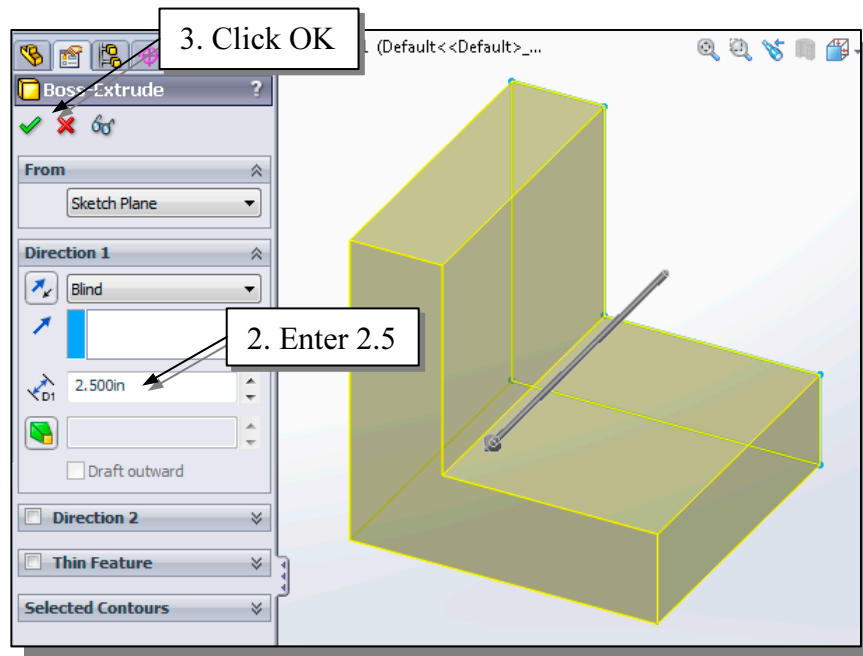 3. Click OK
(Default<<Default>_...
Boss-Extrude ?
From
Sketch Plane
Direction 1
Blind
2. Enter 2.5
D1
2.500in
Draft outward
Direction 2
Thin Feature
Selected Contours